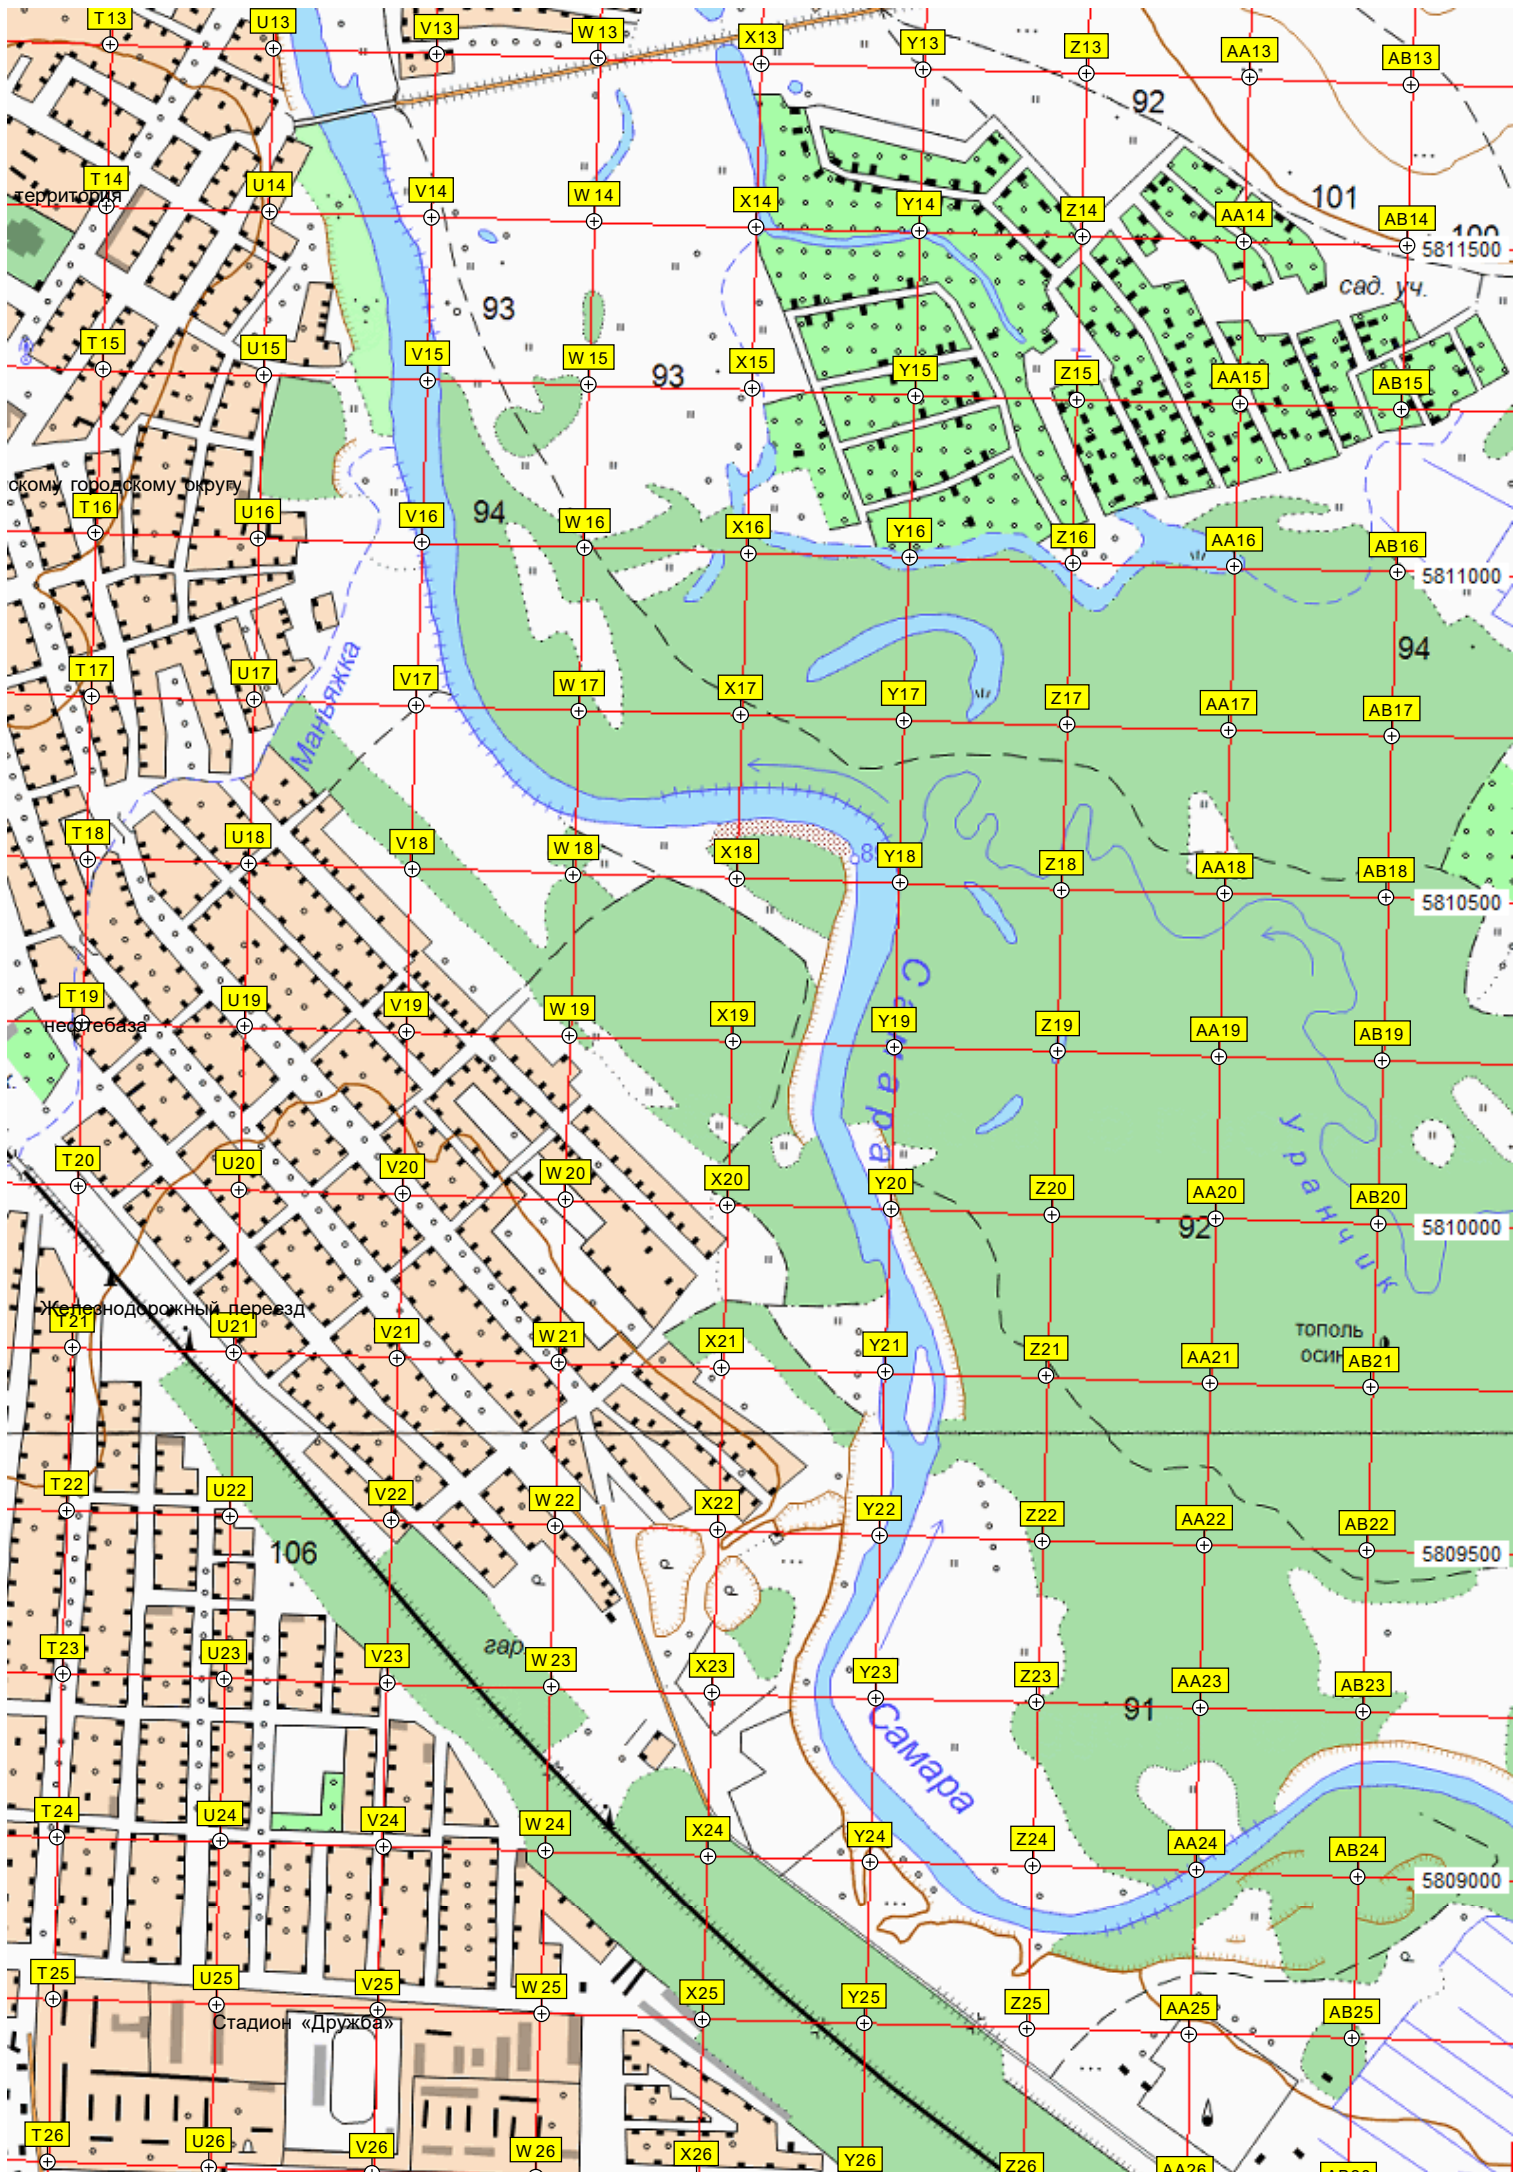 T13 U13 V13 W13 X13 Y13 Z13 AA13 AB13
92
T14 U14 V14 W14 X14 Y14 Z14 AA14 AB14
территория
101
100
5811500
сад. уч.
93
T15 U15 V15 W15 X15 Y15 Z15 AA15 AB15
93
скому городскому округу
T16 U16 V16 W16 X16 Y16 Z16 AA16 AB16
94
5811000
94
T17 U17 V17 W17 X17 Y17 Z17 AA17 AB17
Маньяжка
T18 U18 V18 W18 X18 Y18 Z18 AA18 AB18
5810500
Самара
T19 U19 V19 W19 X19 Y19 Z19 AA19 AB19
нефтебаза
T20 U20 V20 W20 X20 Y20 Z20 AA20 AB20
уранчик
92
5810000
Железнодорожный переезд
T21 U21 V21 W21 X21 Y21 Z21 AA21 AB21
тополь
T22 U22 V22 W22 X22 Y22 Z22 AA22 AB22
106
5809500
гар
T23 U23 V23 W23 X23 Y23 Z23 AA23 AB23
91
Самара
T24 U24 V24 W24 X24 Y24 Z24 AA24 AB24
5809000
T25 U25 V25 W25 X25 Y25 Z25 AA25 AB25
Стадион «Дружба»
T26 U26 V26 W26 X26 Y26 Z26 AA26